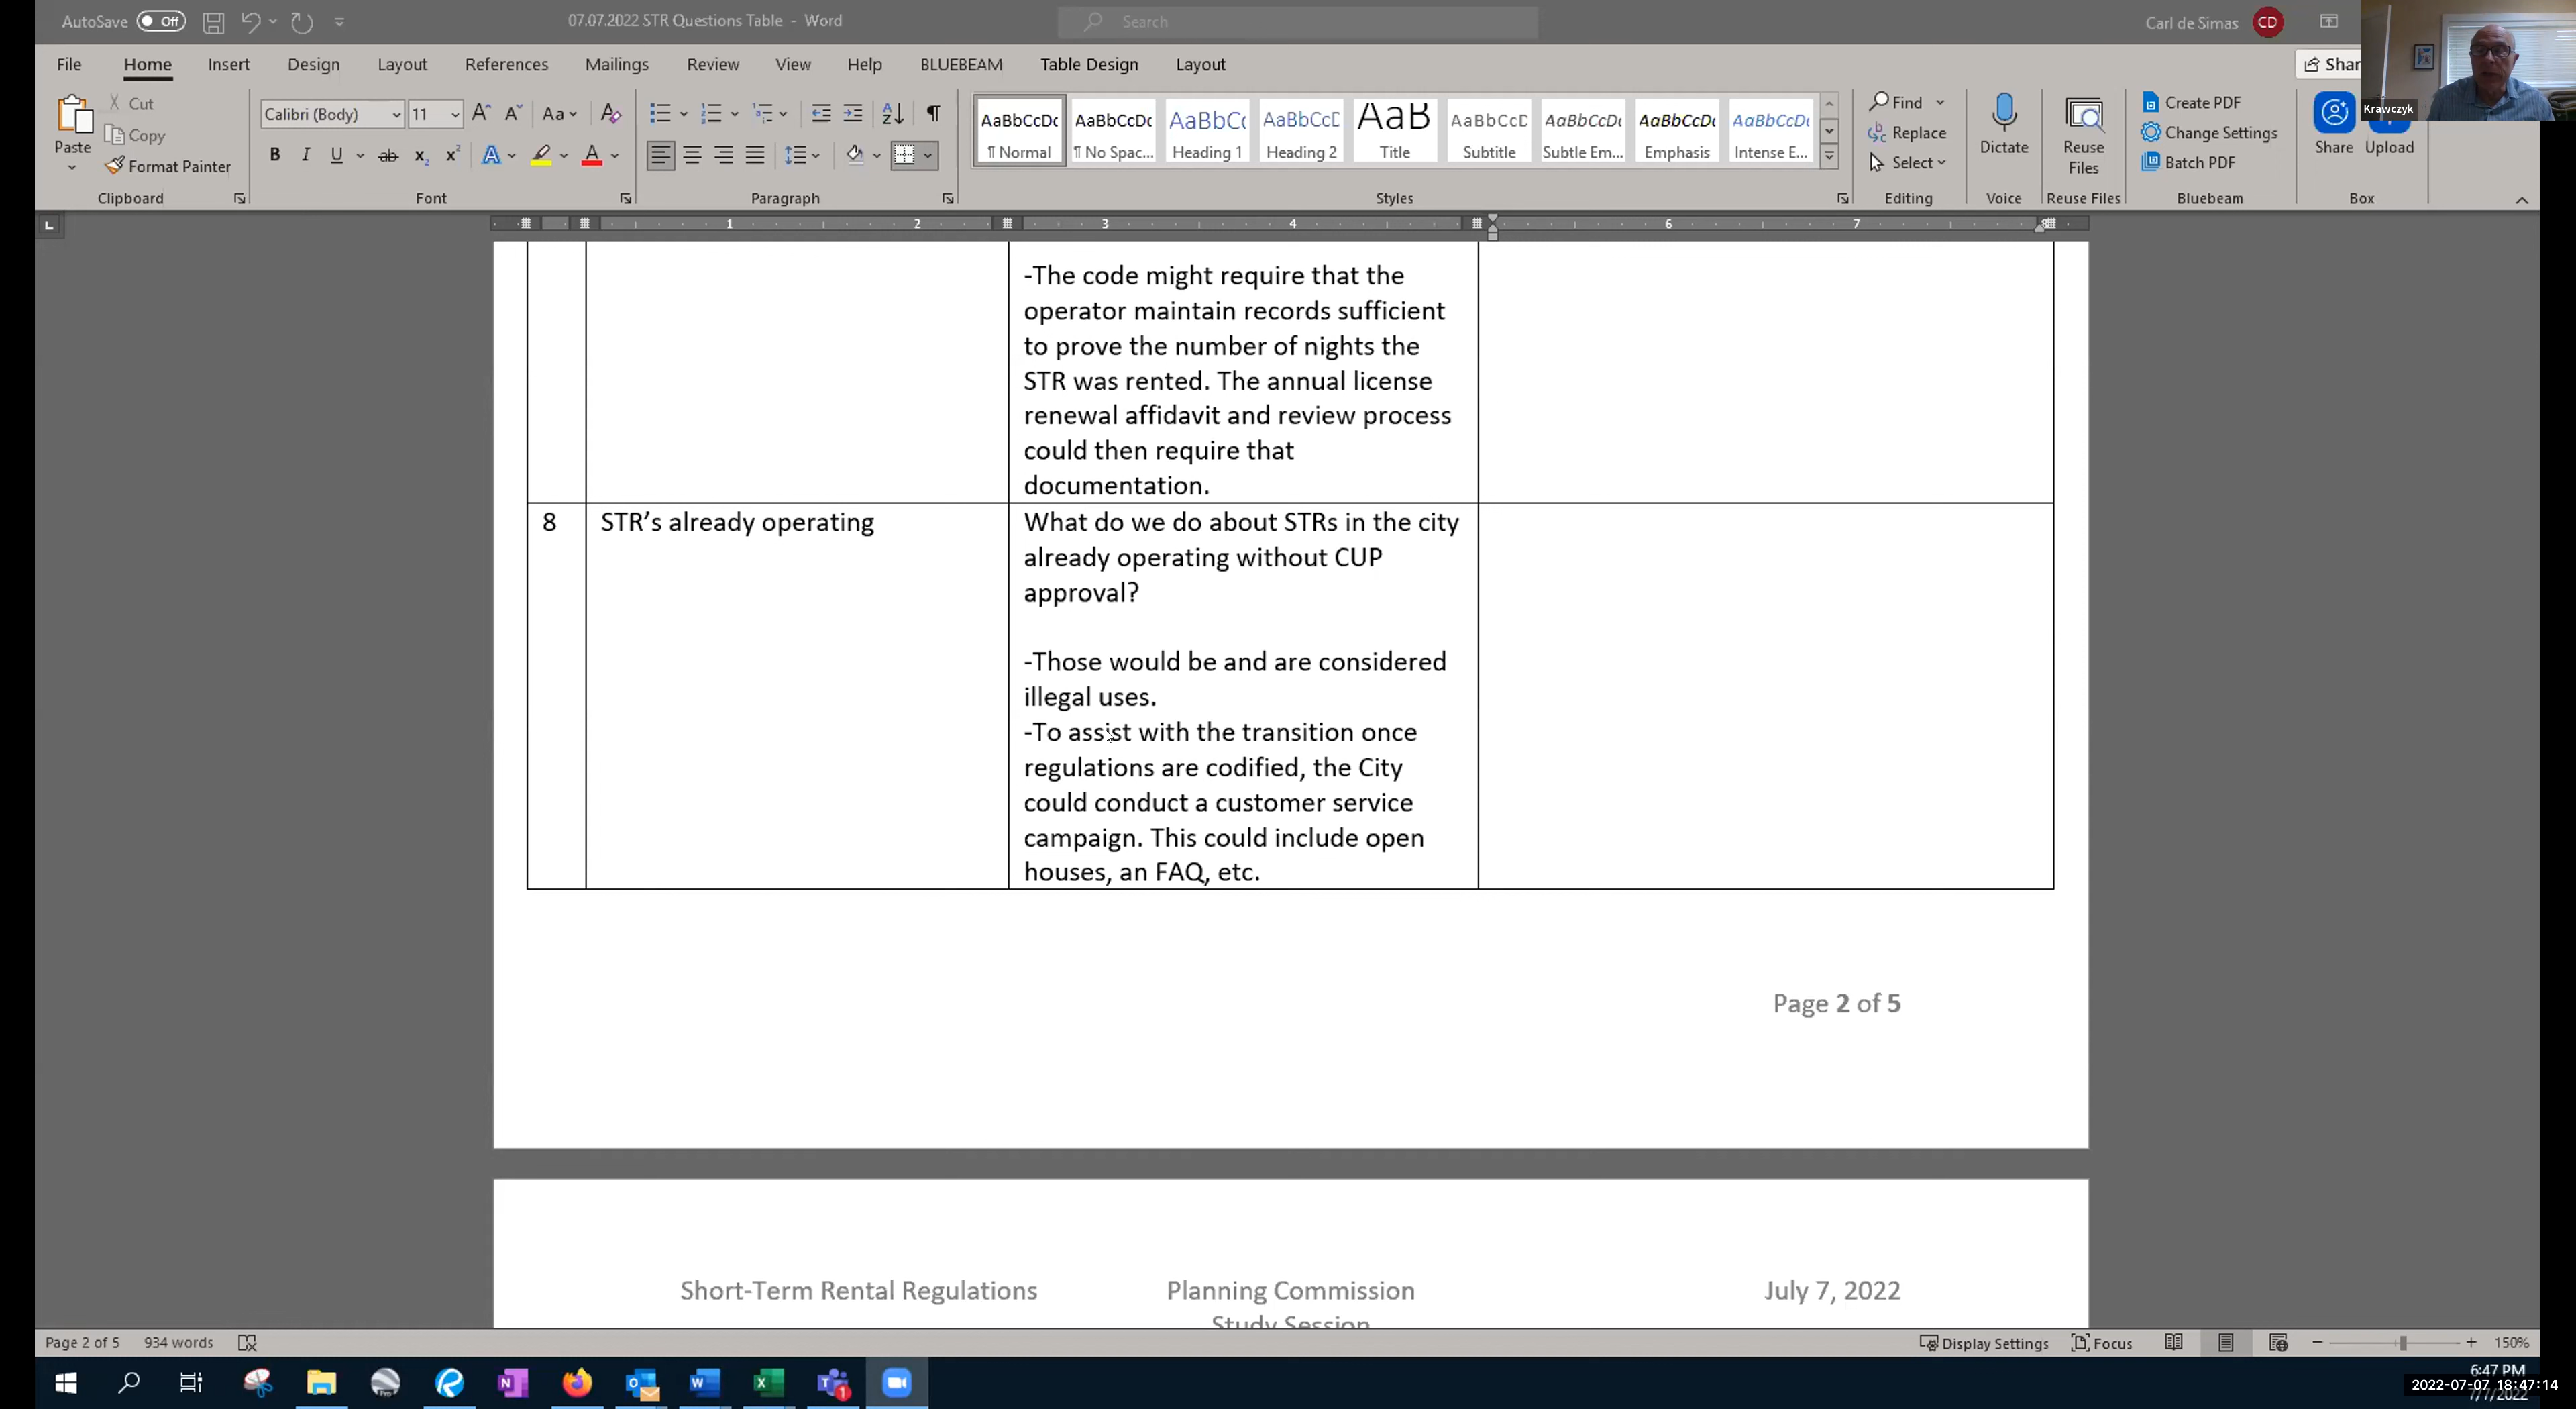 AutoSave Off 07.07.2022 STR Questions Table - Word Search Carl de Simas CD
File Home Insert Design Layout References Mailings Review View Help BLUEBEAM Table Design Layout Shar
Krawczyk
Paste
Cut
Copy
Format Painter
Clipboard
Calibri (Body) 11
Font
Paragraph
AaBbCcDc AaBbCcDc AaBbC AaBbCcD AaB AaBbCcD AaBbCcDc AaBbCcDc AaBbCcDc
¶ Normal ¶ No Spac... Heading 1 Heading 2 Title Subtitle Subtle Em... Emphasis Intense E...
Styles
Find
Replace
Select
Editing
Dictate
Voice
Reuse
Files
Reuse Files
Create PDF
Change Settings
Batch PDF
Bluebeam
Share Upload
Box
1 2 3 4 6 7
-The code might require that the
operator maintain records sufficient
to prove the number of nights the
STR was rented. The annual license
renewal affidavit and review process
could then require that
documentation.
8 STR’s already operating
What do we do about STRs in the city
already operating without CUP
approval?
-Those would be and are considered
illegal uses.
-To assist with the transition once
regulations are codified, the City
could conduct a customer service
campaign. This could include open
houses, an FAQ, etc.
Page 2 of 5
Short-Term Rental Regulations Planning Commission July 7, 2022
Study Session
Page 2 of 5 934 words Display Settings Focus 150%
6:47 PM
2022-07-07 18:47:14